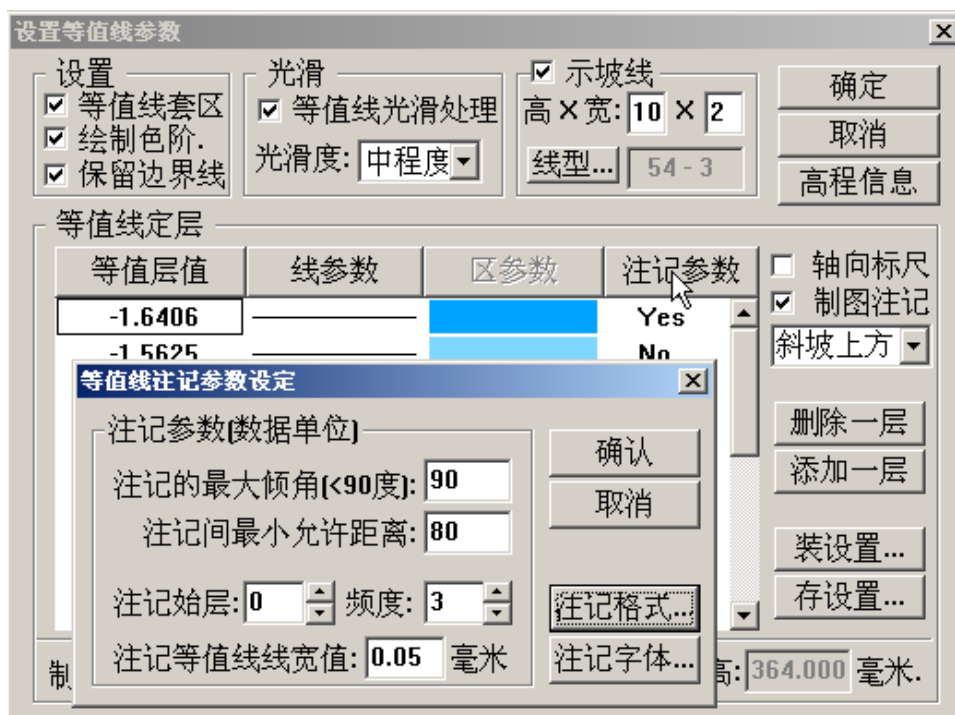 设置等值线参数
设置
等值线套区
绘制色阶.
保留边界线
光滑
等值线光滑处理
光滑度: 中程度
示坡线
高×宽: 10 × 2
线型... 54 - 3
确定
取消
高程信息
等值线定层
等值层值 线参数 区参数 注记参数
-1.6406 Yes
-1.5625 No
轴向标尺
制图注记
斜坡上方
删除一层
添加一层
装设置...
存设置...
等值线注记参数设定
注记参数(数据单位)
注记的最大倾角(<90度): 90
注记间最小允许距离: 80
注记始层: 0 频度: 3
注记等值线线宽值: 0.05 毫米
确认
取消
注记格式...
注记字体...
制
高: 364.000 毫米.